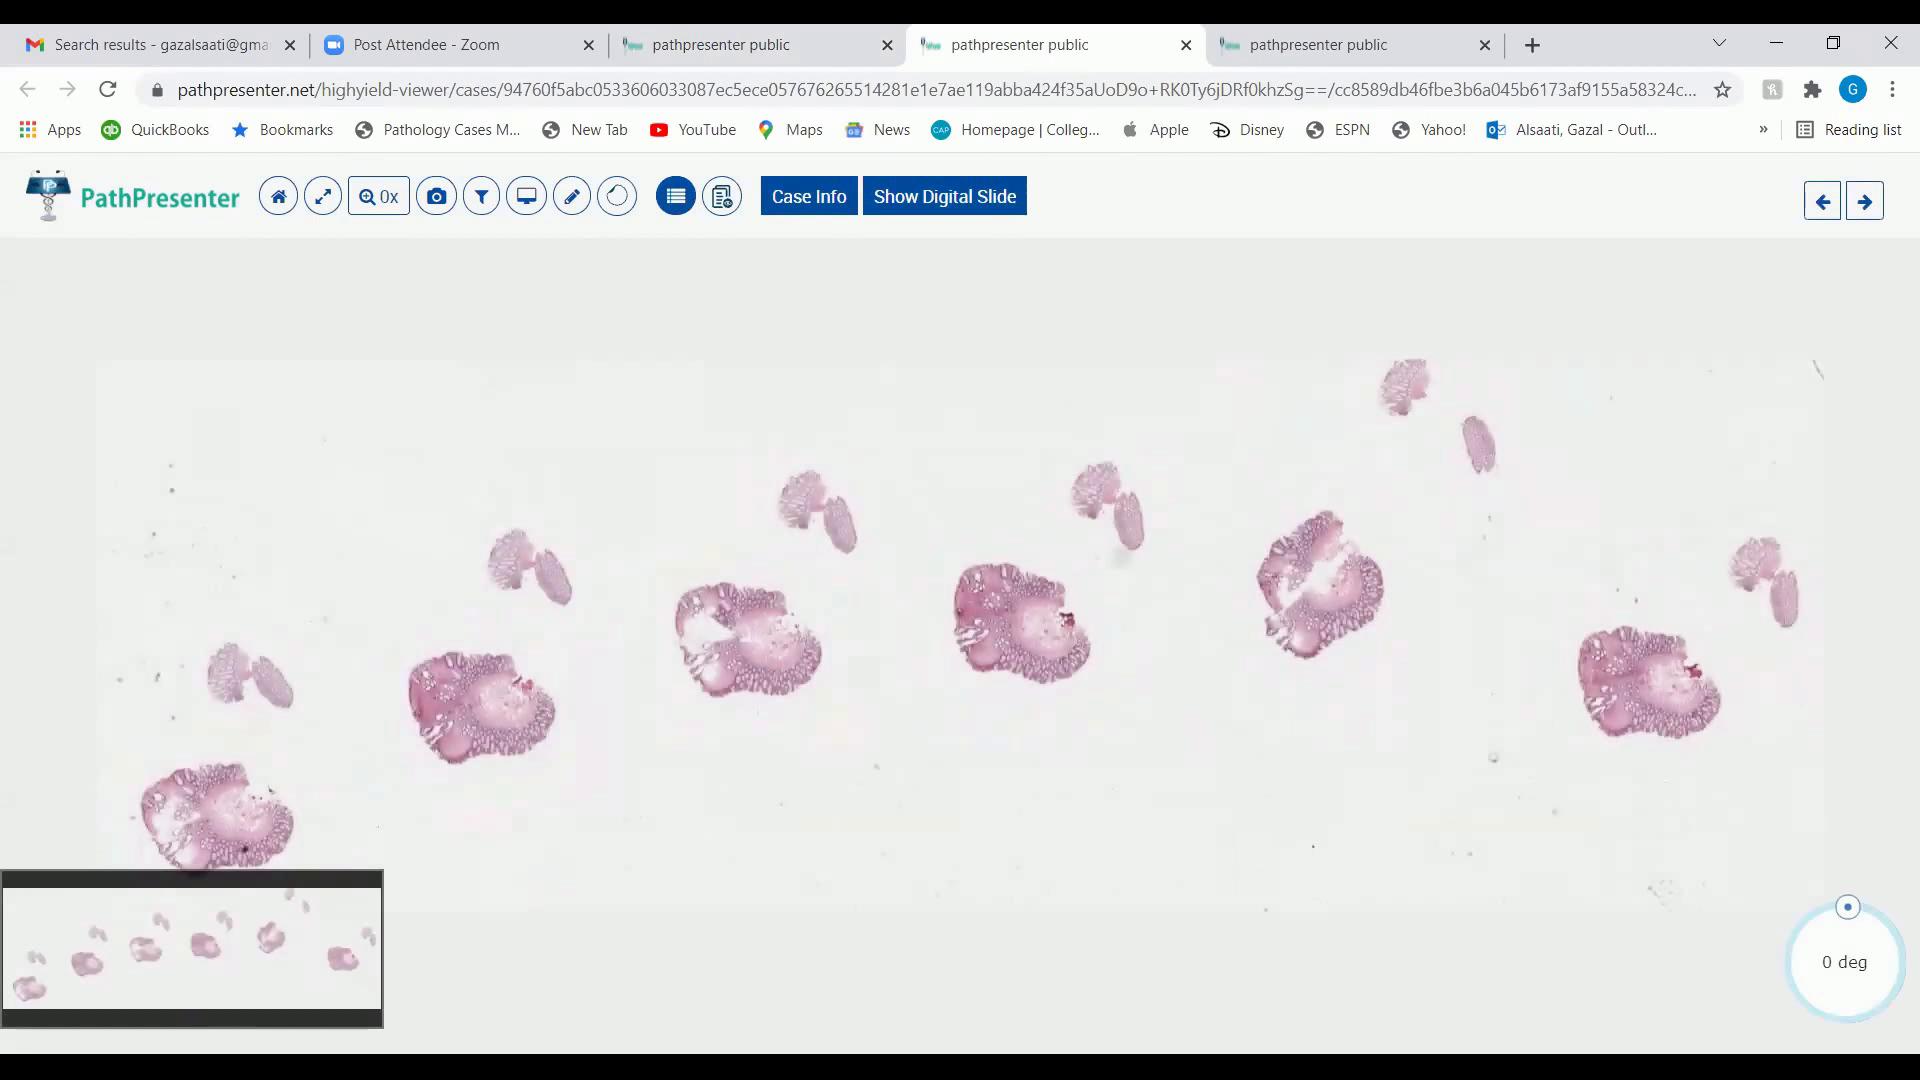 Search results - gazalsaati@gma
Post Attendee - Zoom
pathpresenter public
pathpresenter public
pathpresenter public
pathpresenter.net/highyield-viewer/cases/94760f5abc0533606033087ec5ece057676265514281e1e7ae119abba424f35aUoD9o+RK0Ty6jDRf0khzSg==/cc8589db46fbe3b6a045b6173af9155a58324c...
G
Apps
QuickBooks
Bookmarks
Pathology Cases M...
New Tab
YouTube
Maps
News
CAP
Homepage | Colleg...
Apple
Disney
ESPN
Yahoo!
Alsaati, Gazal - Outl...
»
Reading list
PathPresenter
0x
Case Info
Show Digital Slide
0 deg